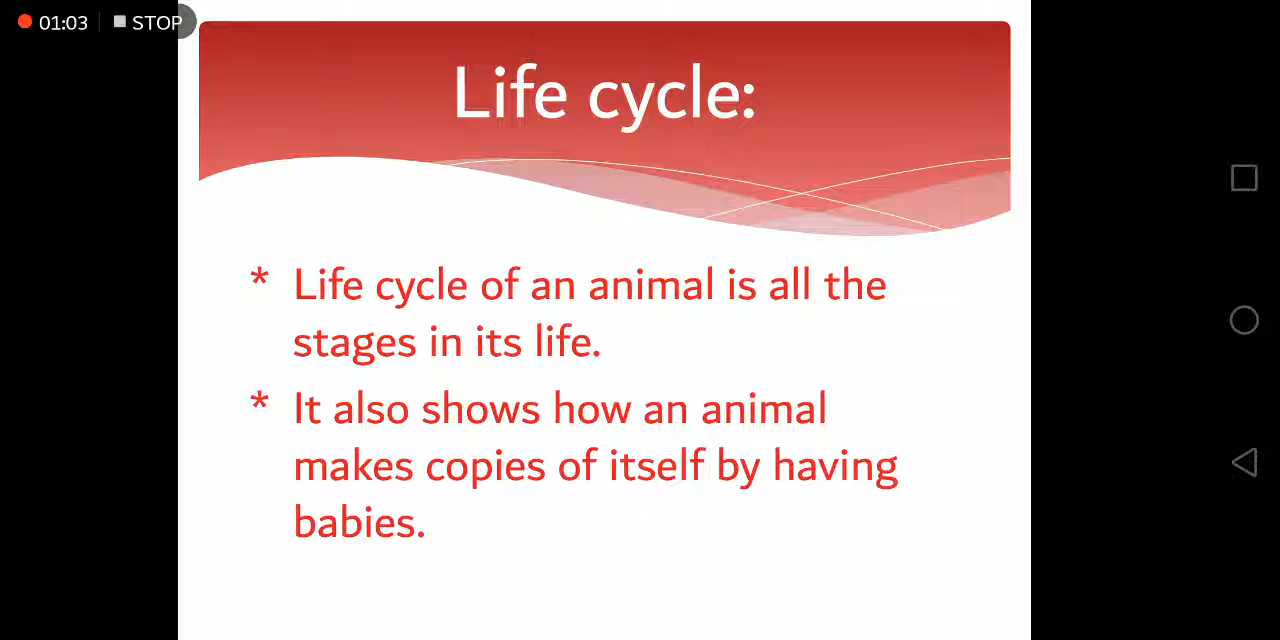 01:03 STOP
Life cycle:
* Life cycle of an animal is all the
stages in its life.
* It also shows how an animal
makes copies of itself by having
babies.